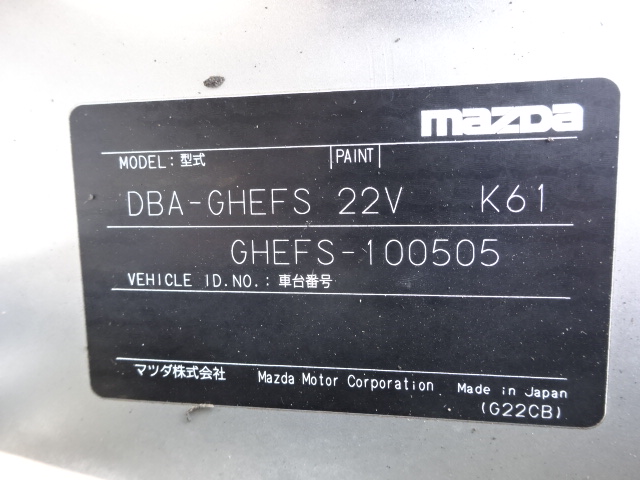 mazda
MODEL:型式 PAINT
DBA-GHEFS 22V K61
GHEFS-100505
VEHICLE ID.NO.:車台番号
マツダ株式会社 Mazda Motor Corporation Made in Japan
(G22CB)